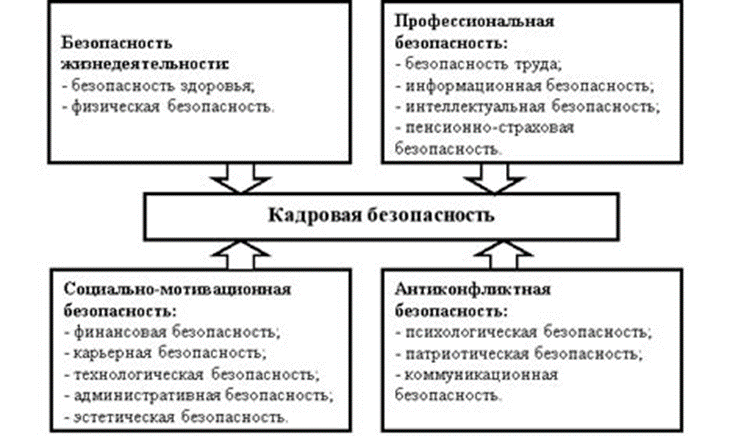 Безопасность
жизнедеятельности:
- безопасность здоровья;
- физическая безопасность.
Профессиональная
безопасность:
- безопасность труда;
- информационная безопасность;
- интеллектуальная безопасность;
- пенсионно-страховая
безопасность.
Кадровая безопасность
Социально-мотивационная
безопасность:
- финансовая безопасность;
- карьерная безопасность;
- технологическая безопасность;
- административная безопасность;
- эстетическая безопасность.
Антиконфликтная
безопасность:
- психологическая безопасность;
- патриотическая безопасность;
- коммуникационная
безопасность.